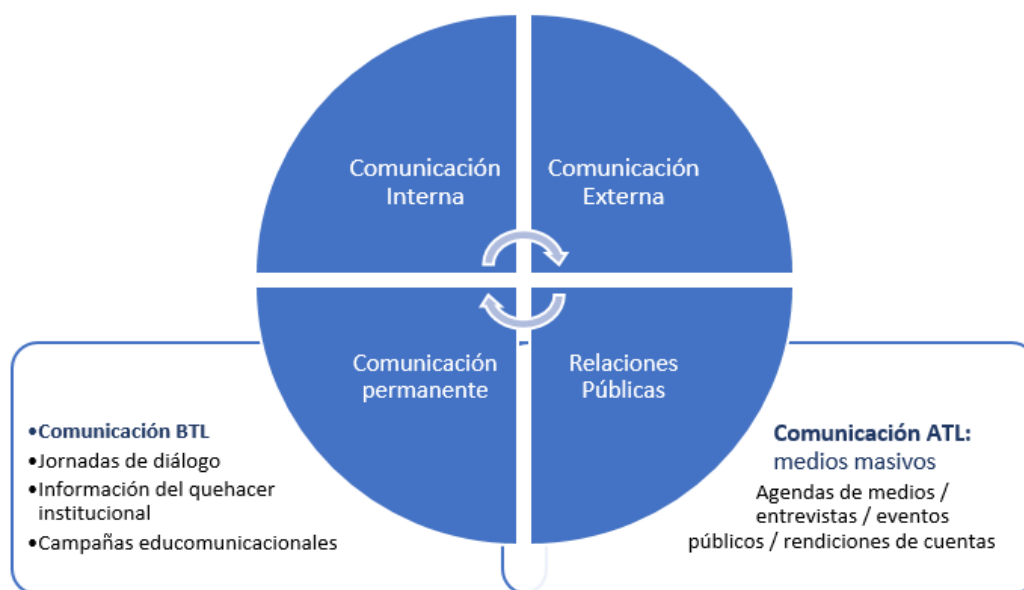 Comunicación
Interna
Comunicación
Externa
Comunicación
permanente
Relaciones
Públicas
•Comunicación BTL
•Jornadas de diálogo
•Información del quehacer
institucional
•Campañas educomunicacionales
Comunicación ATL:
medios masivos
Agendas de medios /
entrevistas / eventos
públicos / rendiciones de cuentas